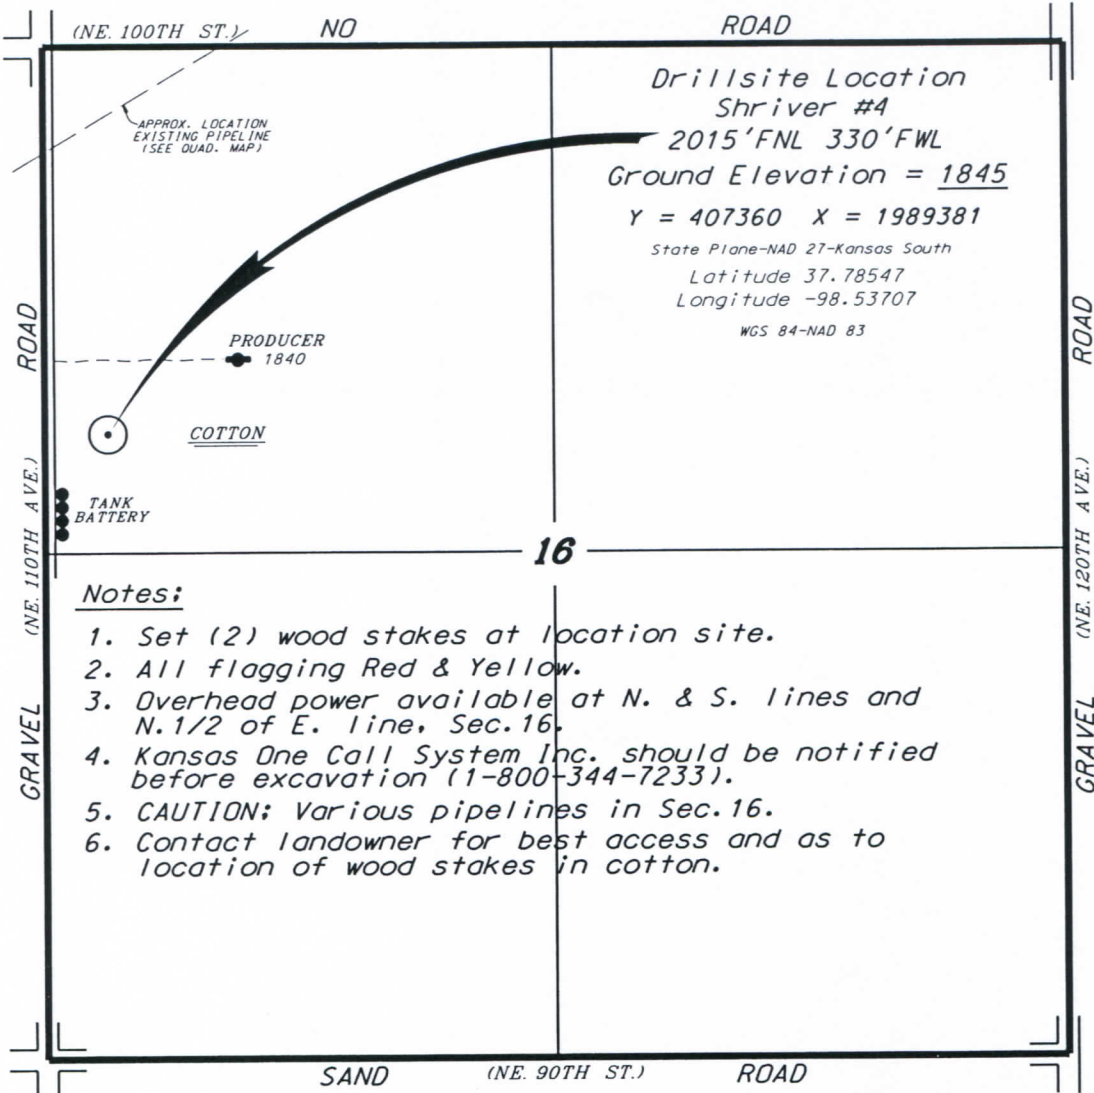 (NE. 100TH ST.) NO ROAD
APPROX. LOCATION
EXISTING PIPELINE
(SEE QUAD. MAP)
Drillsite Location
Shriver #4
2015'FNL 330'FWL
Ground Elevation = 1845
Y = 407360 X = 1989381
State Plane-NAD 27-Kansas South
Latitude 37.78547
Longitude -98.53707
WGS 84-NAD 83
PRODUCER
1840
COTTON
TANK
BATTERY
16
GRAVEL (NE. 110TH AVE.) ROAD
GRAVEL (NE. 120TH AVE.) ROAD
Notes:
1. Set (2) wood stakes at location site.
2. All flagging Red & Yellow.
3. Overhead power available at N. & S. lines and
N.1/2 of E. line, Sec.16.
4. Kansas One Call System Inc. should be notified
before excavation (1-800-344-7233).
5. CAUTION: Various pipelines in Sec.16.
6. Contact landowner for best access and as to
location of wood stakes in cotton.
SAND (NE. 90TH ST.) ROAD